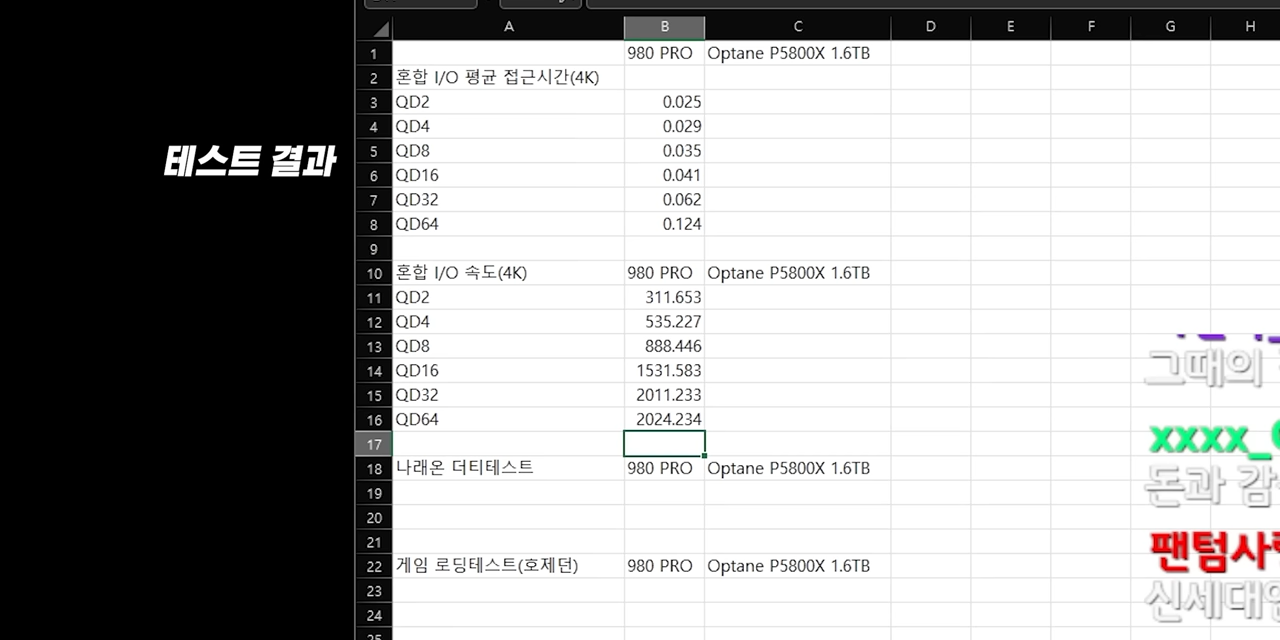 테스트 결과
A B C D E F G H
1 980 PRO Optane P5800X 1.6TB
2 혼합 I/O 평균 접근시간(4K)
3 QD2 0.025
4 QD4 0.029
5 QD8 0.035
6 QD16 0.041
7 QD32 0.062
8 QD64 0.124
9
10 혼합 I/O 속도(4K) 980 PRO Optane P5800X 1.6TB
11 QD2 311.653
12 QD4 535.227
13 QD8 888.446
14 QD16 1531.583
15 QD32 2011.233
16 QD64 2024.234
17
18 나래온 더티테스트 980 PRO Optane P5800X 1.6TB
19
20
21
22 게임 로딩테스트(호제던) 980 PRO Optane P5800X 1.6TB
23
24
25
그때의
돈과